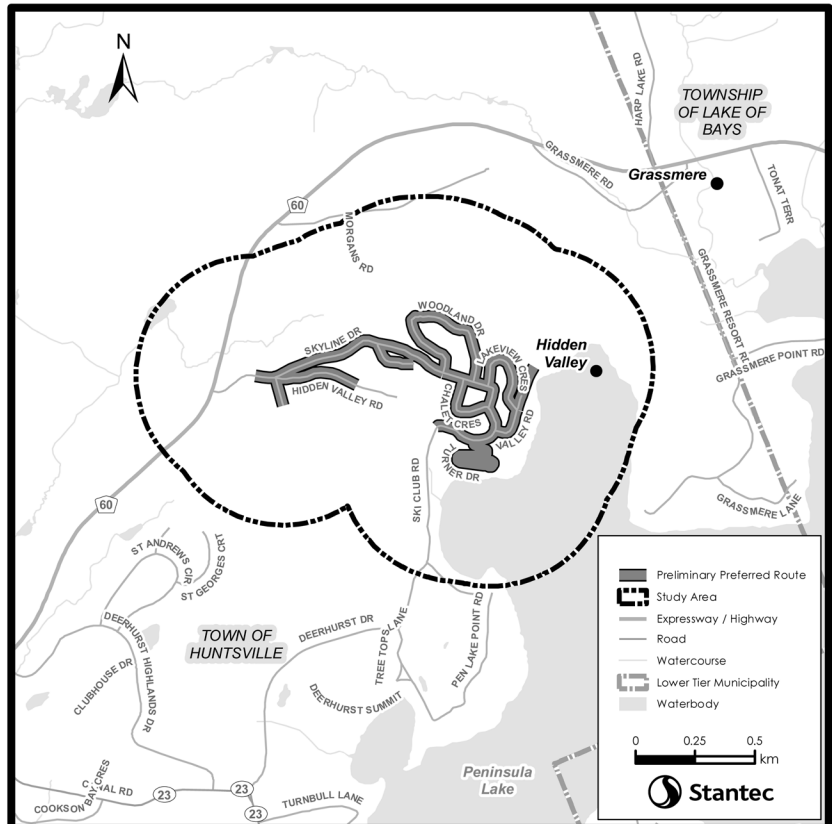 N
HARP LAKE RD
TOWNSHIP
OF LAKE OF
BAYS
GRASSMERE RD
Grassmere
TONAT TERR
60
MORGANS RD
GRASSMERE RESORT RD
WOODLAND DR
SKYLINE DR
LAKEVIEW CRES
Hidden
Valley
GRASSMERE POINT RD
HIDDEN VALLEY RD
CHALET CRES
VALLEY RD
TURNER DR
SKI CLUB RD
60
GRASSMERE LANE
ST ANDREWS CIR
ST GEORGES CRT
TOWN OF
HUNTSVILLE
DEERHURST DR
TREE TOPS LANE
PEN LAKE POINT RD
DEERHURST HIGHLANDS DR
CLUBHOUSE DR
DEERHURST SUMMIT
Peninsula
Lake
CANAL RD
COOKSON BAY CRES
23
23
23
TURNBULL LANE
Preliminary Preferred Route
Study Area
Expressway / Highway
Road
Watercourse
Lower Tier Municipality
Waterbody
0 0.25 0.5
km
Stantec